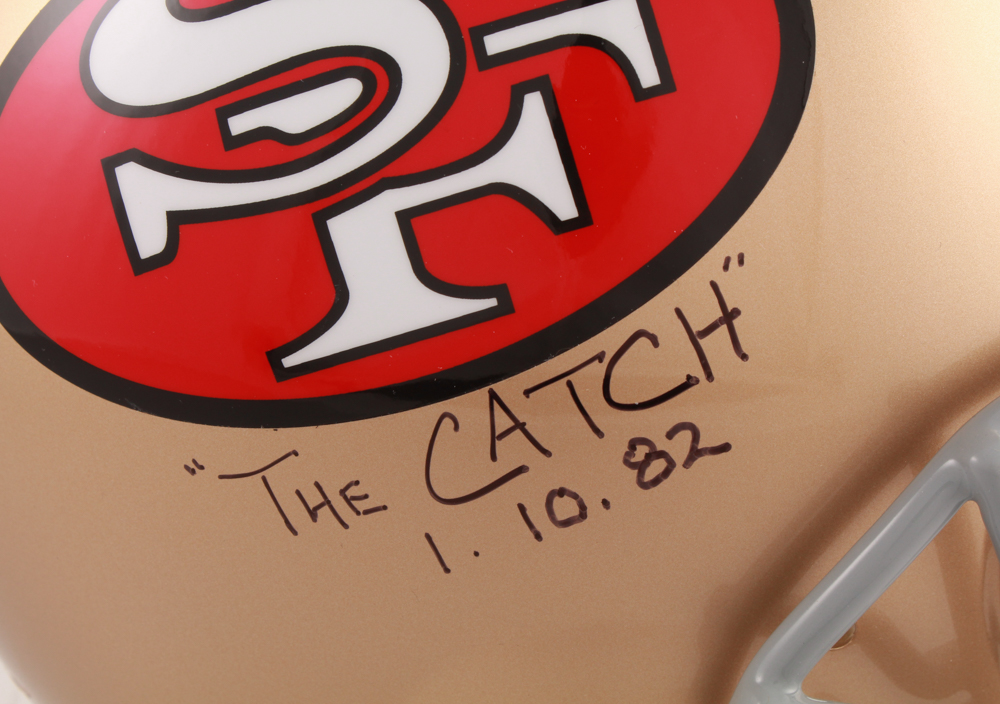 SF
"THE CATCH"
1.10.82